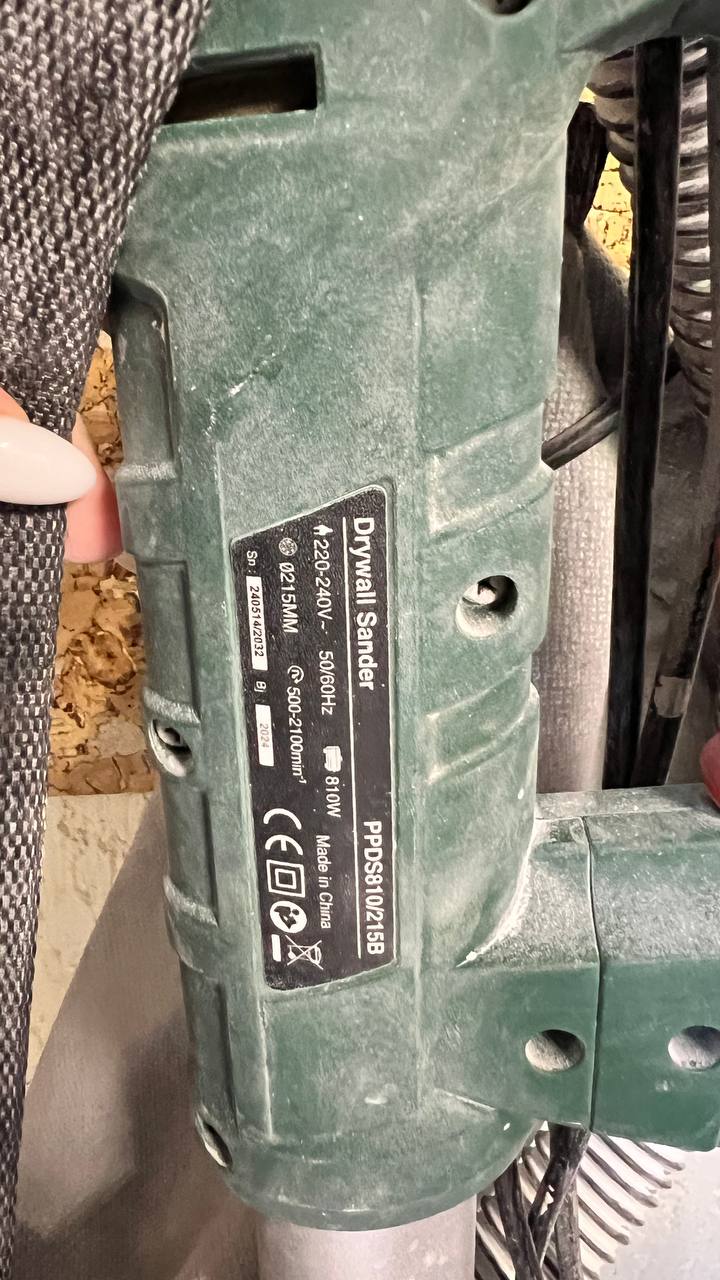 Drywall Sander PPDS810/215B
220-240V~ 50/60Hz 810W Made in China
Ø215MM 500-2100min⁻¹
Sn: 240514/2032 Bj: 2024
CE